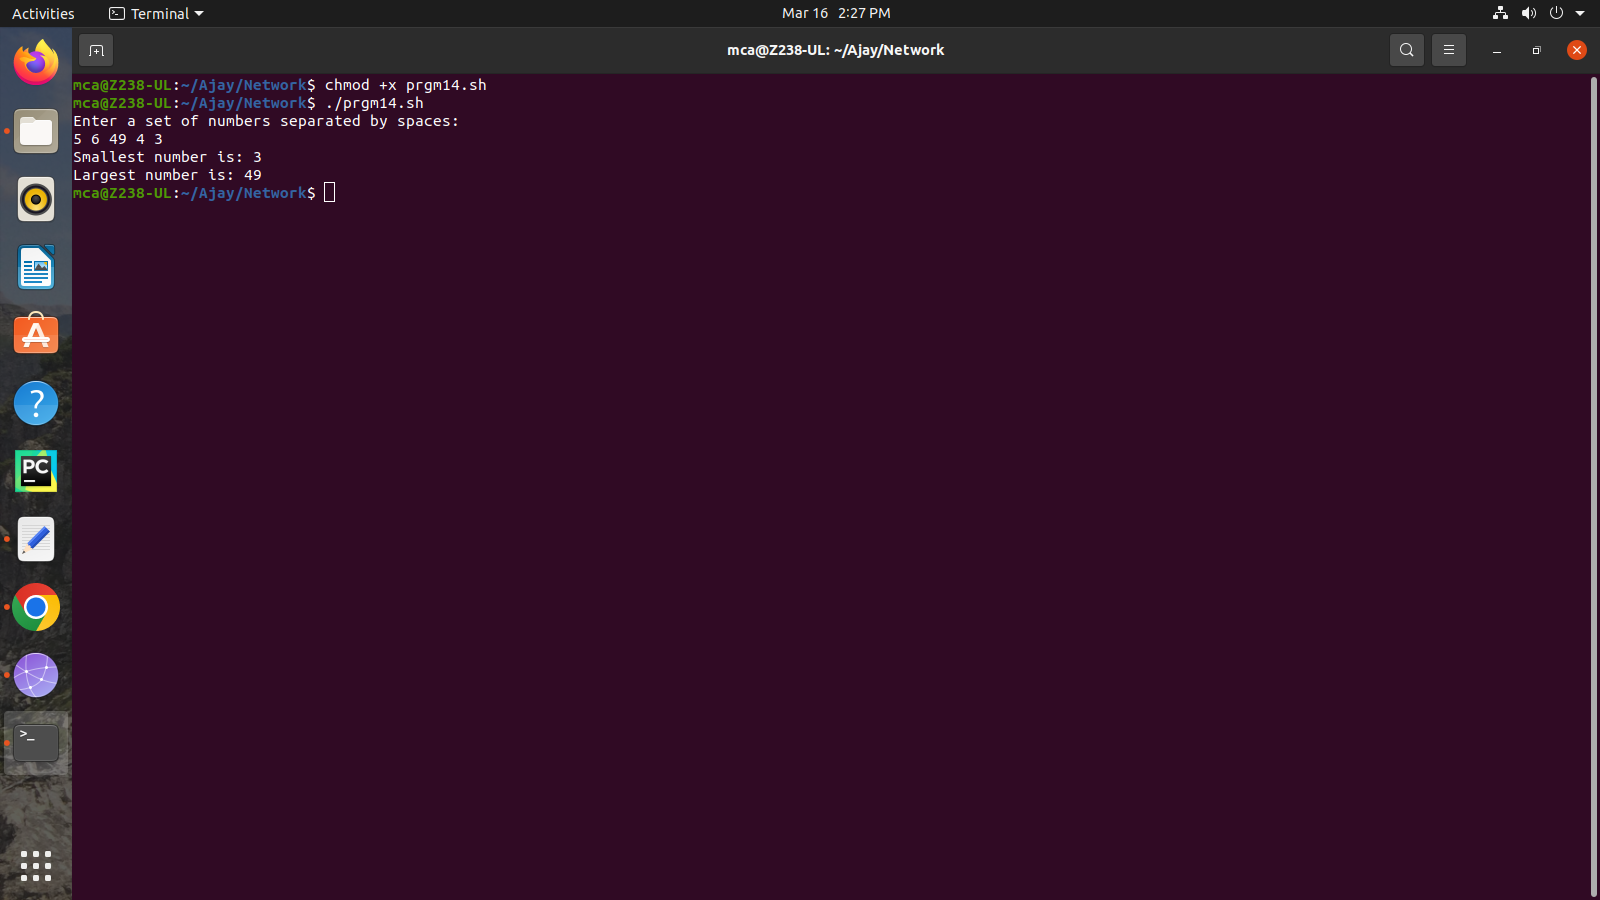 Activities
Terminal
Mar 16 2:27 PM
mca@Z238-UL: ~/Ajay/Network
mca@Z238-UL:~/Ajay/Network$ chmod +x prgm14.sh
mca@Z238-UL:~/Ajay/Network$ ./prgm14.sh
Enter a set of numbers separated by spaces:
5 6 49 4 3
Smallest number is: 3
Largest number is: 49
mca@Z238-UL:~/Ajay/Network$
?
PC
>_